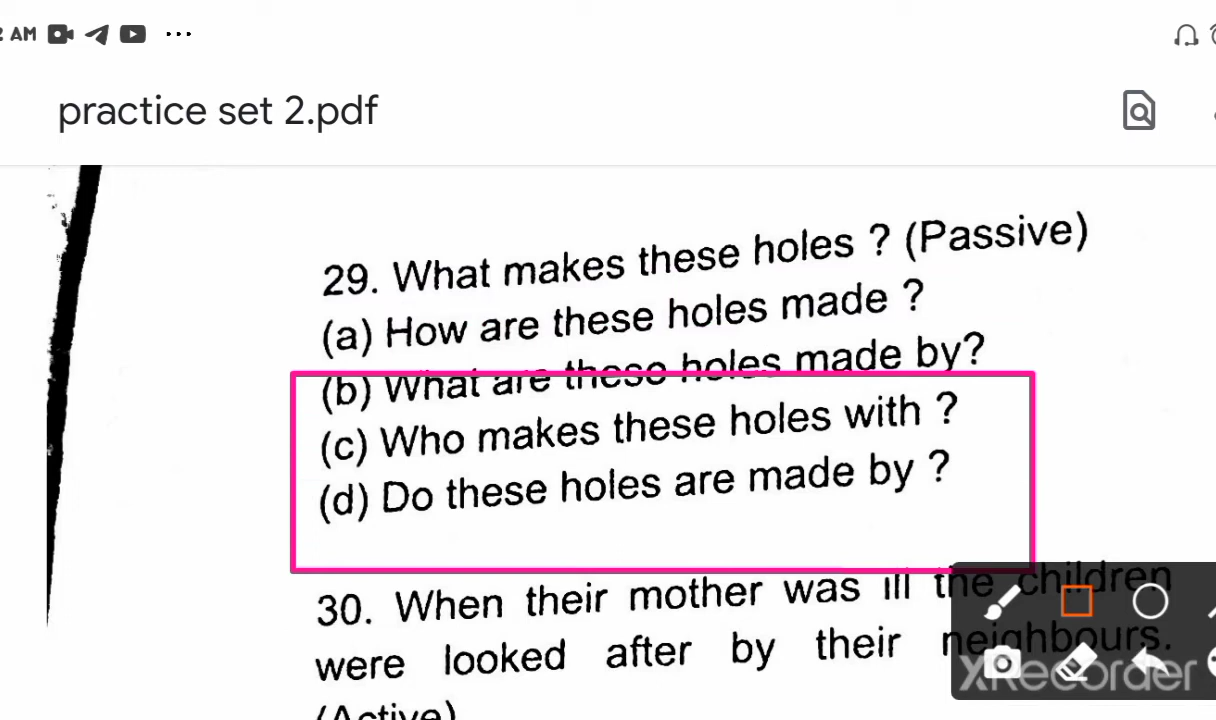 2 AM
practice set 2.pdf
29. What makes these holes ? (Passive)
(a) How are these holes made ?
(b) What are these holes made by?
(c) Who makes these holes with ?
(d) Do these holes are made by ?
30. When their mother was ill the children
were looked after by their neighbours.
(Active)
XRecorder